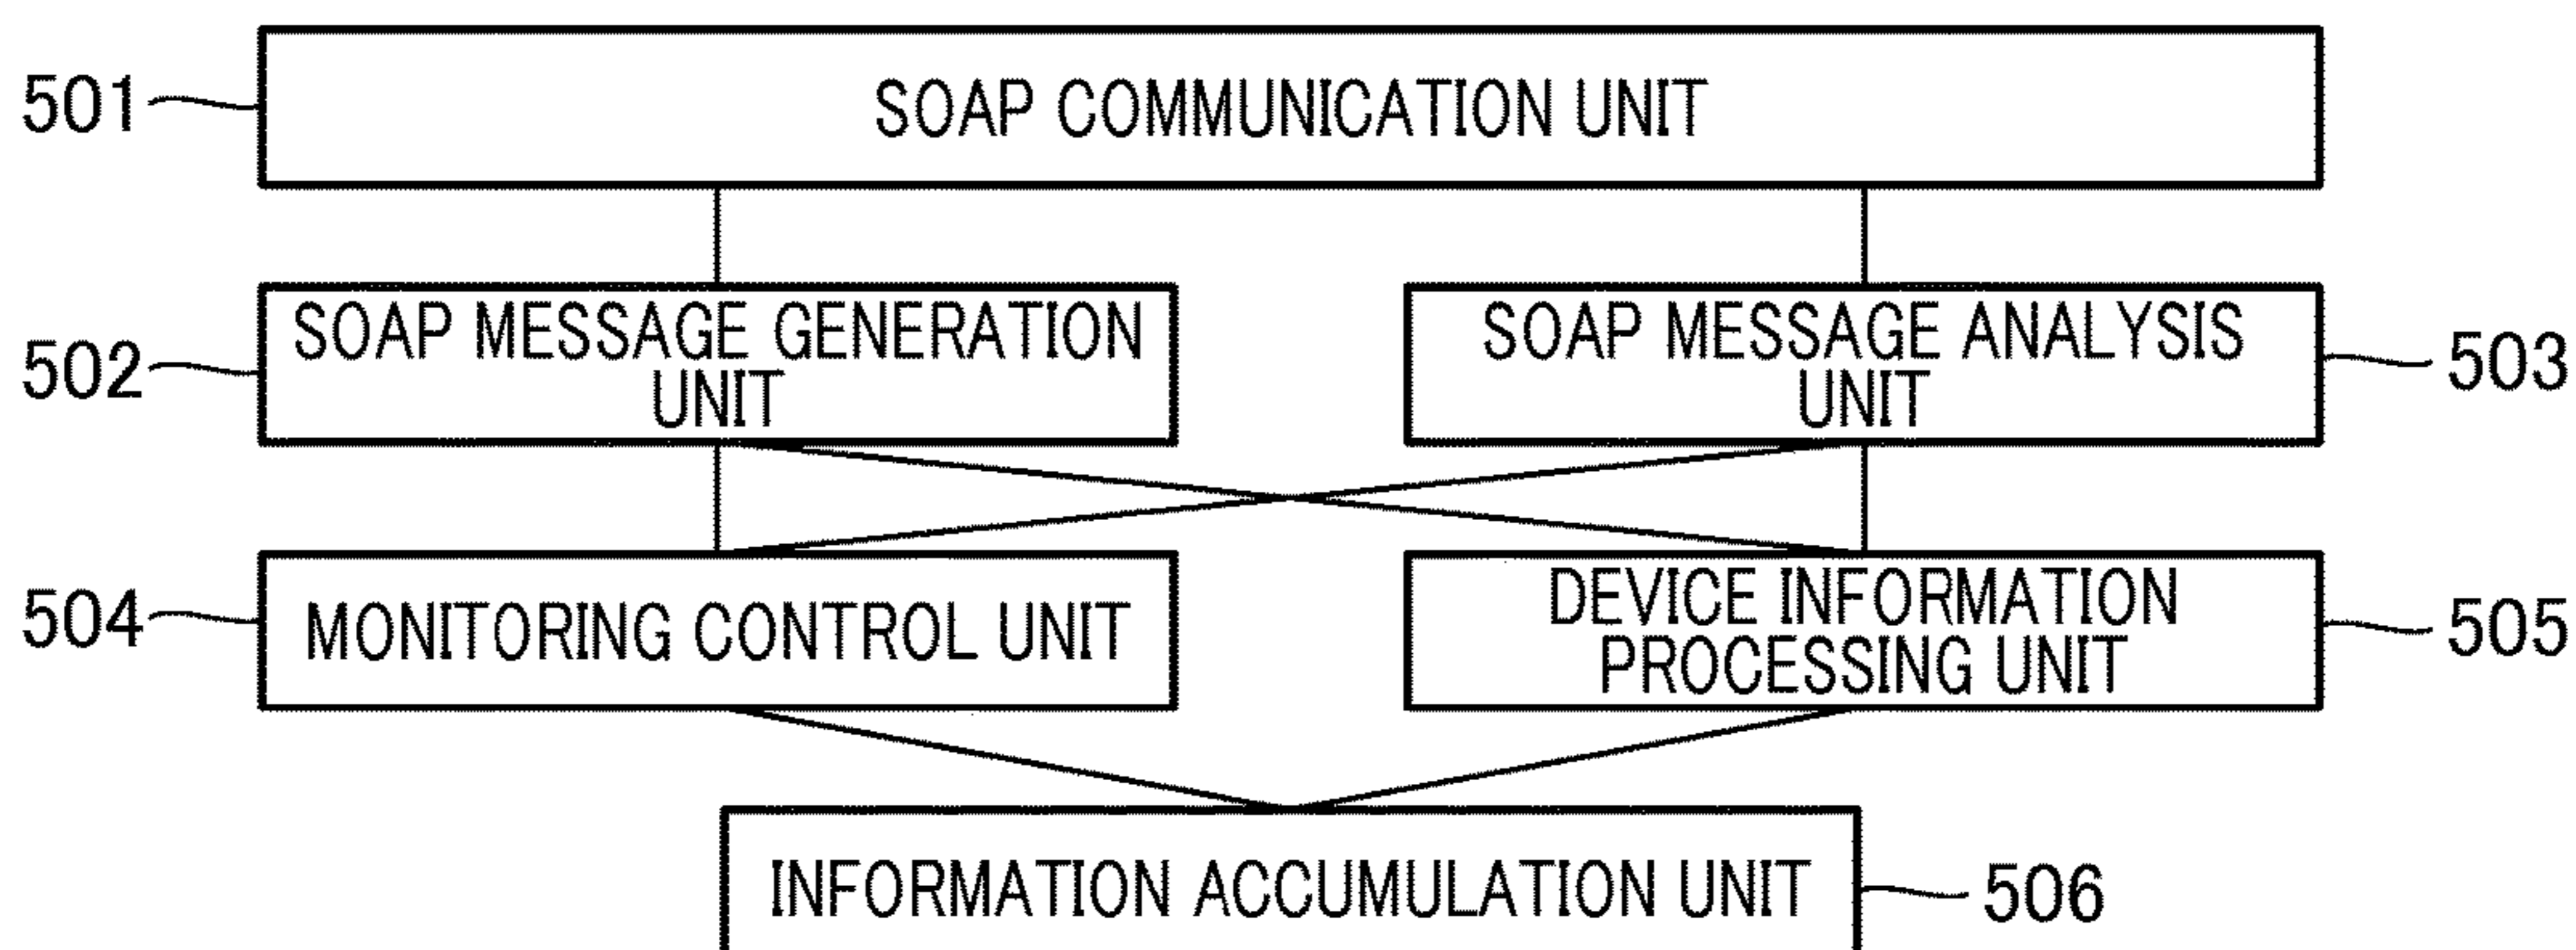 501
SOAP COMMUNICATION UNIT
502
SOAP MESSAGE GENERATION
UNIT
SOAP MESSAGE ANALYSIS
UNIT
503
504
MONITORING CONTROL UNIT
DEVICE INFORMATION
PROCESSING UNIT
505
INFORMATION ACCUMULATION UNIT
506